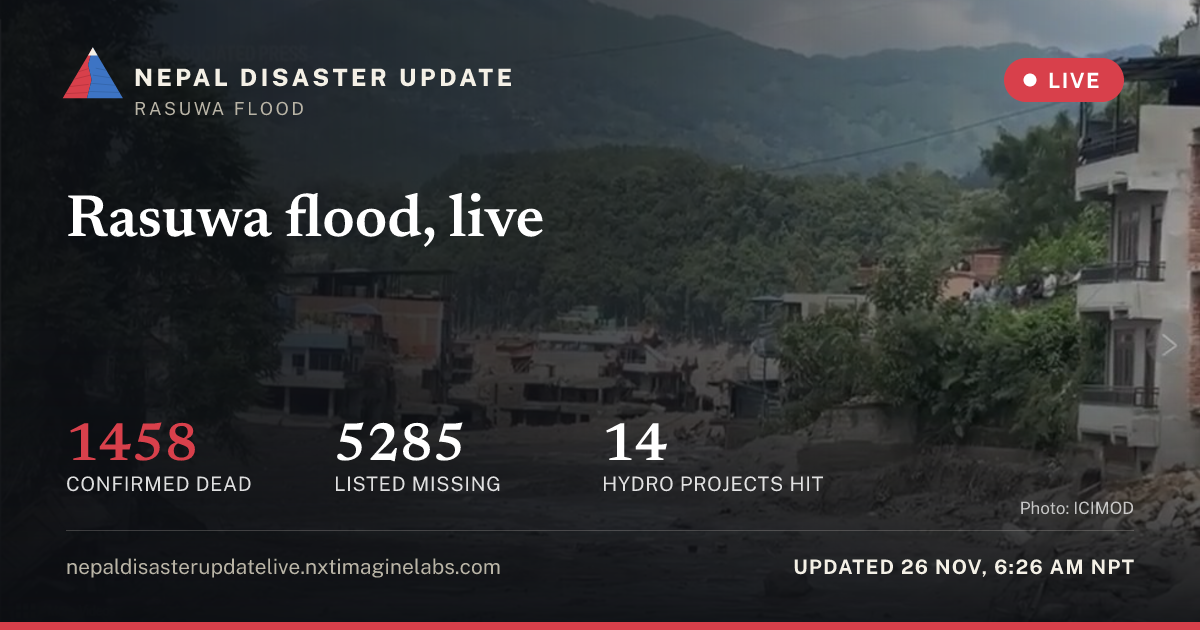 NEPAL DISASTER UPDATE
RASUWA FLOOD
LIVE
Rasuwa flood, live
1458
CONFIRMED DEAD
5285
LISTED MISSING
14
HYDRO PROJECTS HIT
Photo: ICIMOD
nepaldisasterupdatelive.nxtimaginelabs.com
UPDATED 26 NOV, 6:26 AM NPT